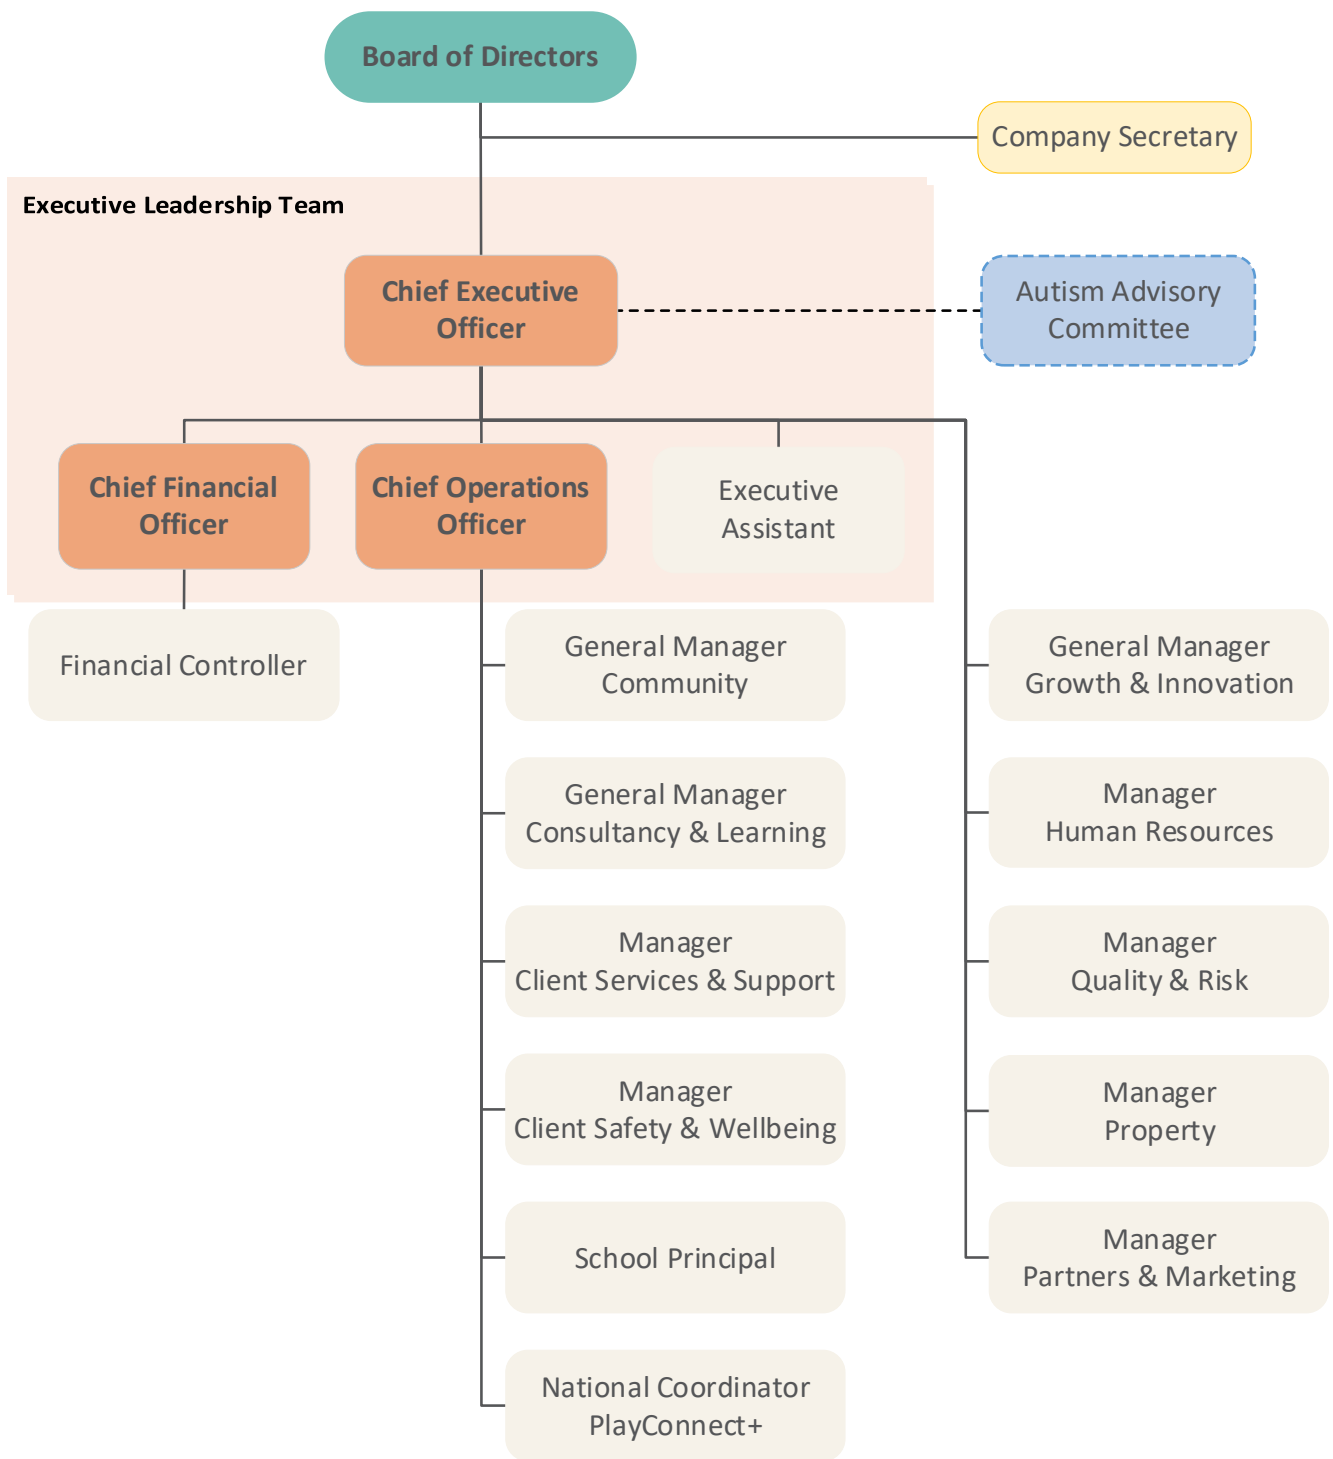 Board of Directors
Company Secretary
Executive Leadership Team
Chief Executive
Officer
Autism Advisory
Committee
Chief Financial
Officer
Chief Operations
Officer
Executive
Assistant
Financial Controller
General Manager
Community
General Manager
Growth & Innovation
General Manager
Consultancy & Learning
Manager
Human Resources
Manager
Client Services & Support
Manager
Quality & Risk
Manager
Client Safety & Wellbeing
Manager
Property
School Principal
Manager
Partners & Marketing
National Coordinator
PlayConnect+